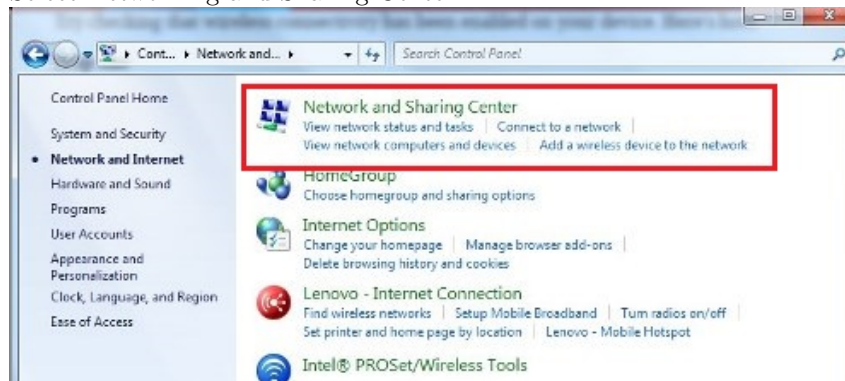 Cont... ▸ Network and... ▸
Search Control Panel
Control Panel Home
System and Security
Network and Internet
Hardware and Sound
Programs
User Accounts
Appearance and
Personalization
Clock, Language, and Region
Ease of Access
Network and Sharing Center
View network status and tasks | Connect to a network |
View network computers and devices | Add a wireless device to the network
HomeGroup
Choose homegroup and sharing options
Internet Options
Change your homepage | Manage browser add-ons |
Delete browsing history and cookies
Lenovo - Internet Connection
Find wireless networks | Setup Mobile Broadband | Turn radios on/off |
Set printer and home page by location | Lenovo - Mobile Hotspot
Intel® PROSet/Wireless Tools